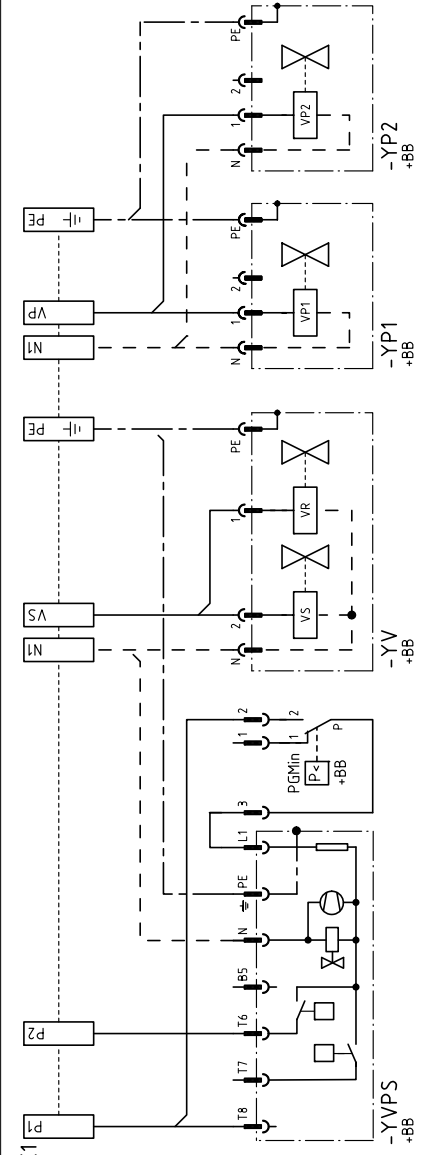 P1
P2
N1
VS
PE
N1
VP
PE
T8
T7
T6
B5
N
PE
L1
3
1
2
N
2
1
PE
N
1
2
PE
N
1
2
PE
1
2
PGMin
P<
P
+BB
VS
VR
VP1
VP2
-YVPS
+BB
-YV
+BB
-YP1
+BB
-YP2
+BB